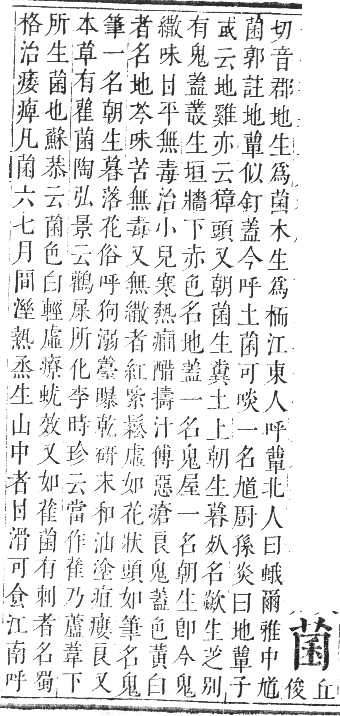 菌
丘俊
切音郡地生為菌木生為栭江東人呼蕈北人曰蛾爾雅中馗
菌郭註地蕈似釘蓋今呼土菌可啖一名馗厨孫炎曰地蕈子
或云地雞亦云獐頭又朝菌生糞土上朝生暮夗名歘生芝别
有鬼蓋叢生垣牆下赤色名地蓋一名鬼屋一名朝生卽今鬼
繖味甘平無毒治小兒寒熱癎醋擣汁傅惡瘡良鬼蓋色黄白
者名地芩味苦無毒又無繖者紅紫鬆虛如花狀頭如筆名鬼
筆一名朝生暮落花俗呼狗溺薹曝乾硏末和油塗疽瘻良又
本草有雚菌陶弘景云鸛屎所化李時珍云當作萑乃蘆葦下
所生菌也蘇恭云菌色白輕虛療蚘效又如萑菌有刺者名蜀
格治痿痺凡菌六七月間溼熱烝生山中者甘滑可食江南呼